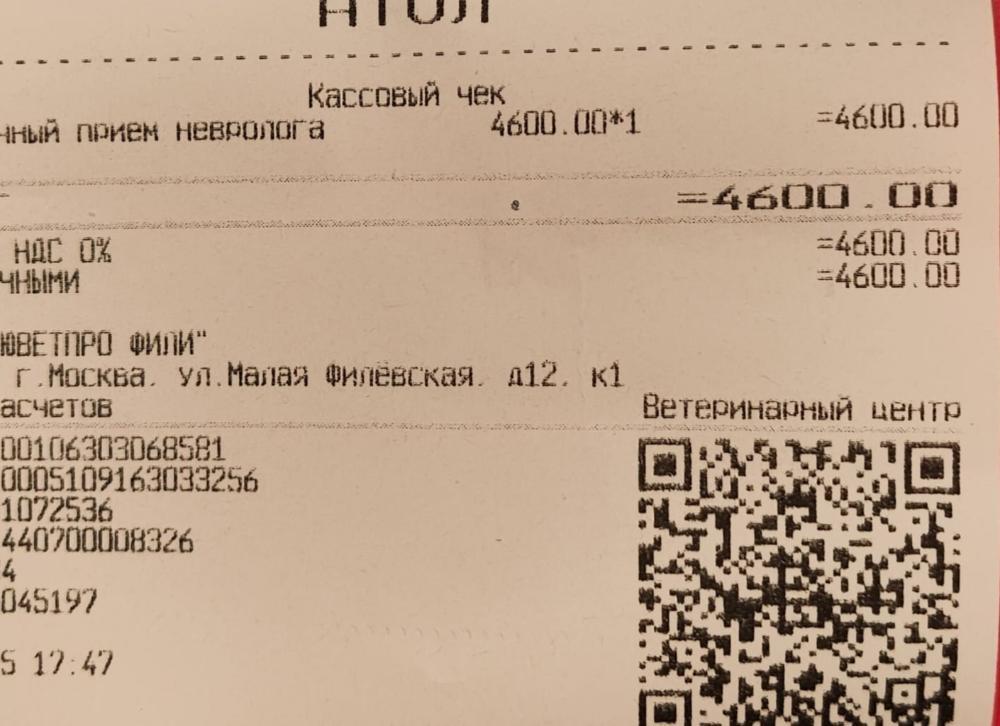 АТОЛ
Кассовый чек
нный прием невролога 4600.00*1 =4600.00
=4600.00
НДС 0% =4600.00
чными =4600.00
ЮВЕТПРО ФИЛИ"
г.Москва, ул.Малая Филёвская, д12, к1
асчетов Ветеринарный центр
00106303068581
0005109163033256
1072536
440700008326
4
045197
5 17:47